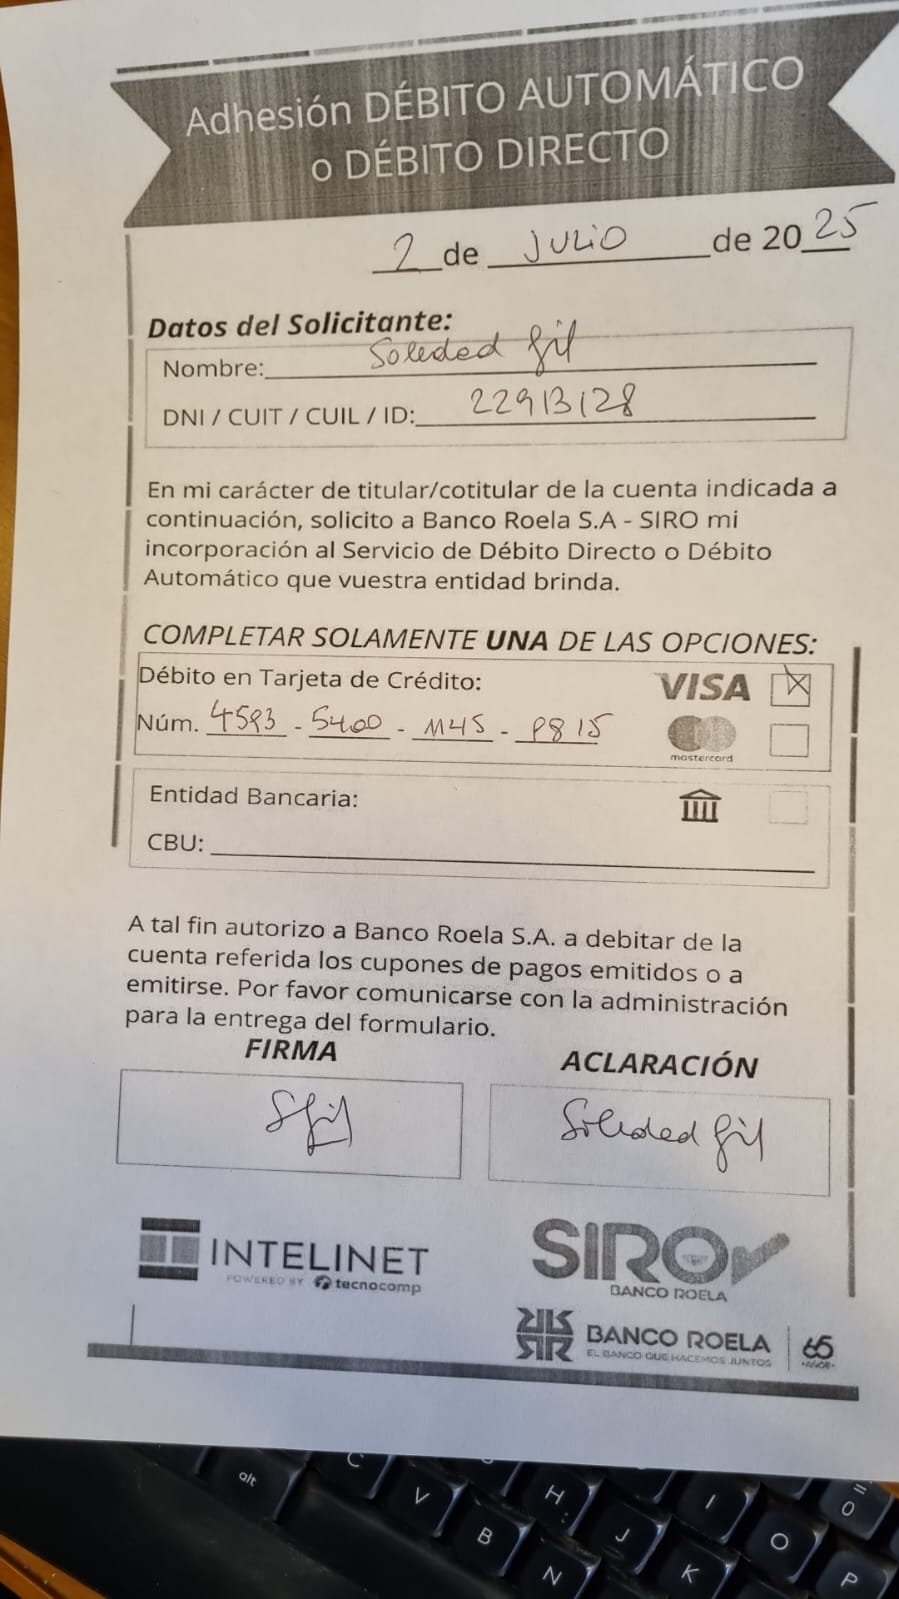 Adhesión DÉBITO AUTOMÁTICO
o DÉBITO DIRECTO
2 de JULIO de 2025
Datos del Solicitante:
Nombre: Soledad Gil
DNI / CUIT / CUIL / ID: 22913128
En mi carácter de titular/cotitular de la cuenta indicada a
continuación, solicito a Banco Roela S.A - SIRO mi
incorporación al Servicio de Débito Directo o Débito
Automático que vuestra entidad brinda.
COMPLETAR SOLAMENTE UNA DE LAS OPCIONES:
Débito en Tarjeta de Crédito: VISA X
Núm. 4593 - 5400 - 1145 -
mastercard
Entidad Bancaria:
CBU:
A tal fin autorizo a Banco Roela S.A. a debitar de la
cuenta referida los cupones de pagos emitidos o a
emitirse. Por favor comunicarse con la administración
para la entrega del formulario.
FIRMA ACLARACIÓN
SGil Soledad Gil
INTELINET
POWERED BY tecnocomp
SIRO
BANCO ROELA
BANCO ROELA
EL BANCO QUE HACEMOS JUNTOS
65
AÑOS
alt
C
V
B
H
N
J
I
K
O
=
0
P